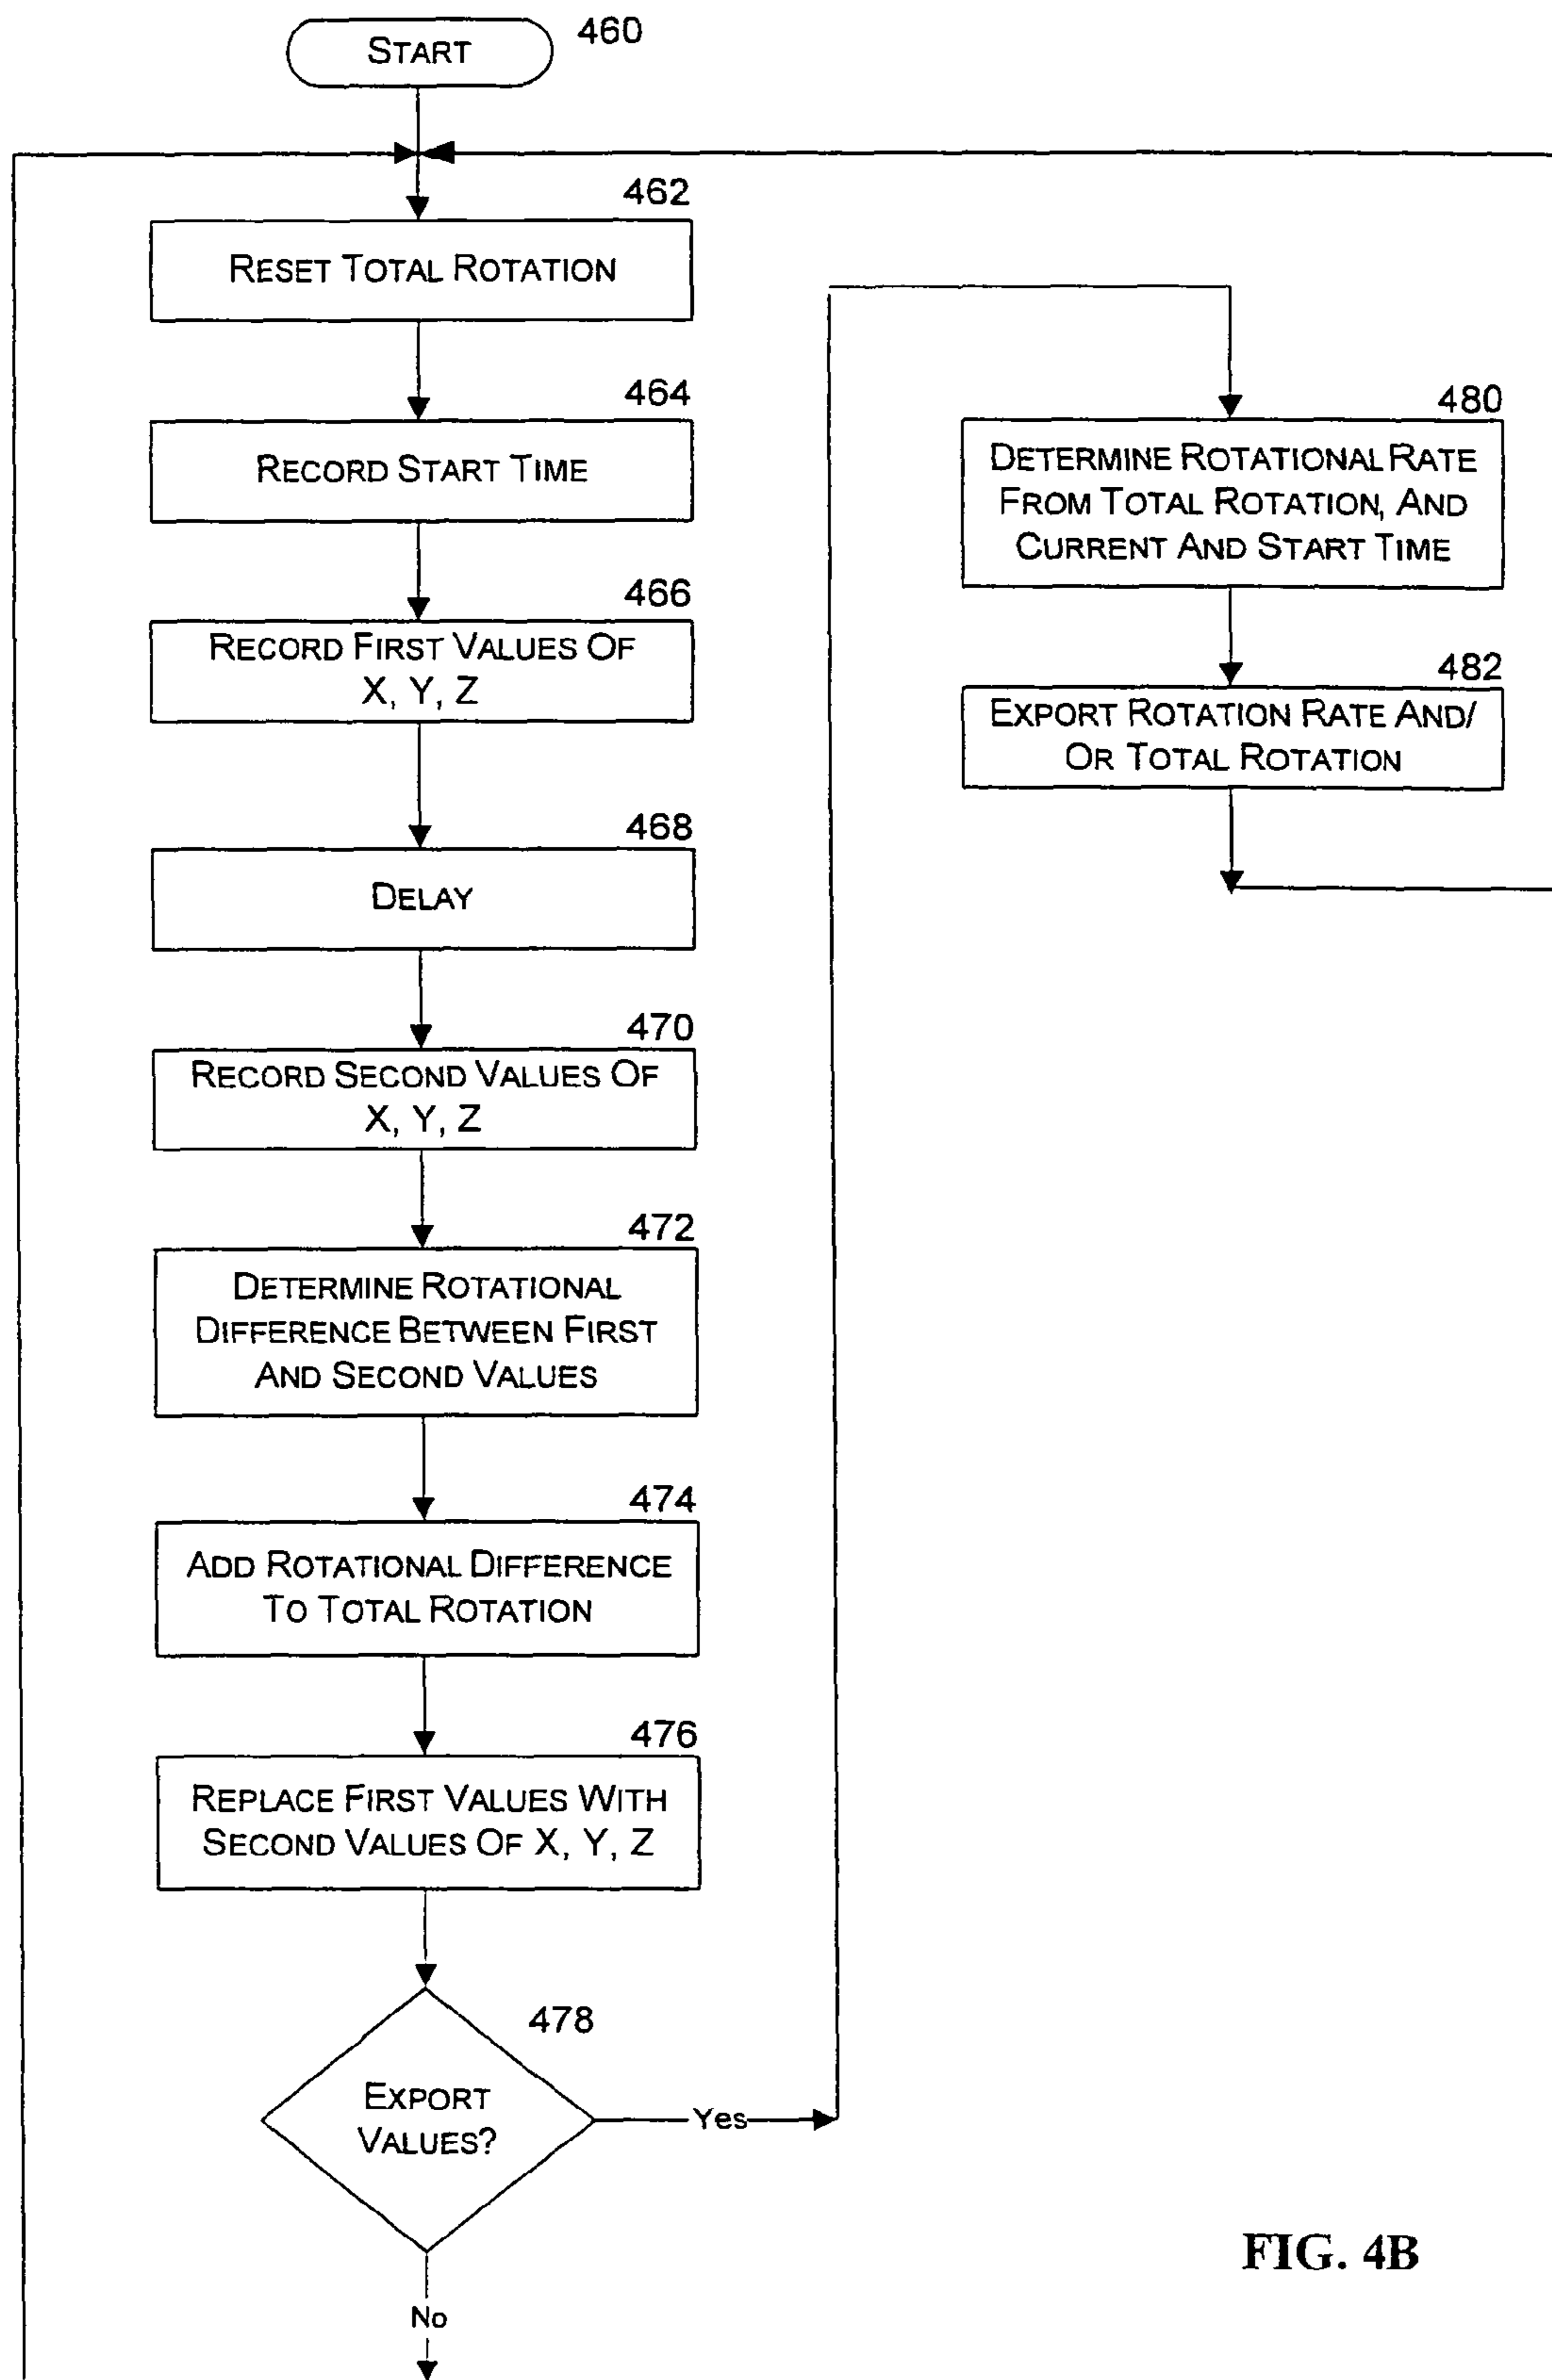 START
460
462
RESET TOTAL ROTATION
464
RECORD START TIME
466
RECORD FIRST VALUES OF
X, Y, Z
468
DELAY
470
RECORD SECOND VALUES OF
X, Y, Z
472
DETERMINE ROTATIONAL
DIFFERENCE BETWEEN FIRST
AND SECOND VALUES
474
ADD ROTATIONAL DIFFERENCE
TO TOTAL ROTATION
476
REPLACE FIRST VALUES WITH
SECOND VALUES OF X, Y, Z
478
EXPORT
VALUES?
Yes
No
480
DETERMINE ROTATIONAL RATE
FROM TOTAL ROTATION, AND
CURRENT AND START TIME
482
EXPORT ROTATION RATE AND/
OR TOTAL ROTATION
FIG. 4B